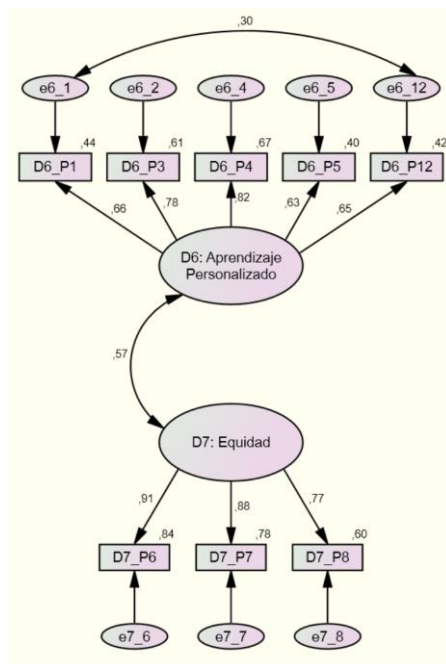 ,30
e6_1 e6_2 e6_4 e6_5 e6_12
,44 ,61 ,67 ,40 ,42
D6_P1 D6_P3 D6_P4 D6_P5 D6_P12
,66 ,78 ,82 ,63 ,65
D6: Aprendizaje
Personalizado
,57
D7: Equidad
,91 ,88 ,77
,84 ,78 ,60
D7_P6 D7_P7 D7_P8
e7_6 e7_7 e7_8